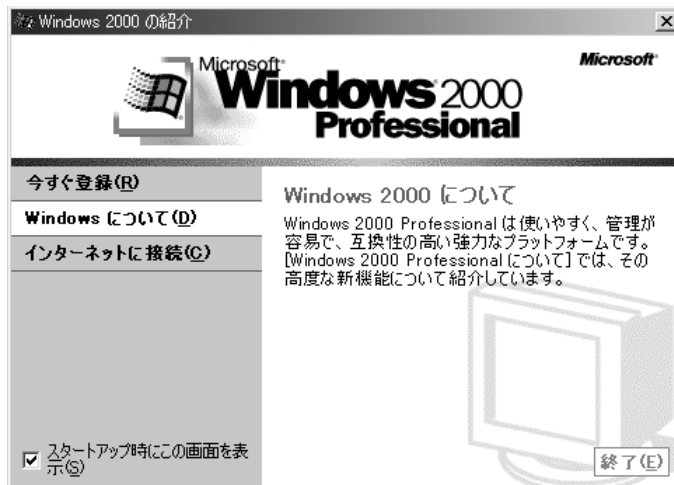 Windows 2000 の紹介
Microsoft
Microsoft
Windows 2000
Professional
今すぐ登録(R)
Windows について(D)
インターネットに接続(C)
Windows 2000 について
Windows 2000 Professional は使いやすく、管理が
容易で、互換性の高い強力なプラットフォームです。
[Windows 2000 Professional について] では、その
高度な新機能について紹介しています。
スタートアップ時にこの画面を表
示(S)
終了(E)